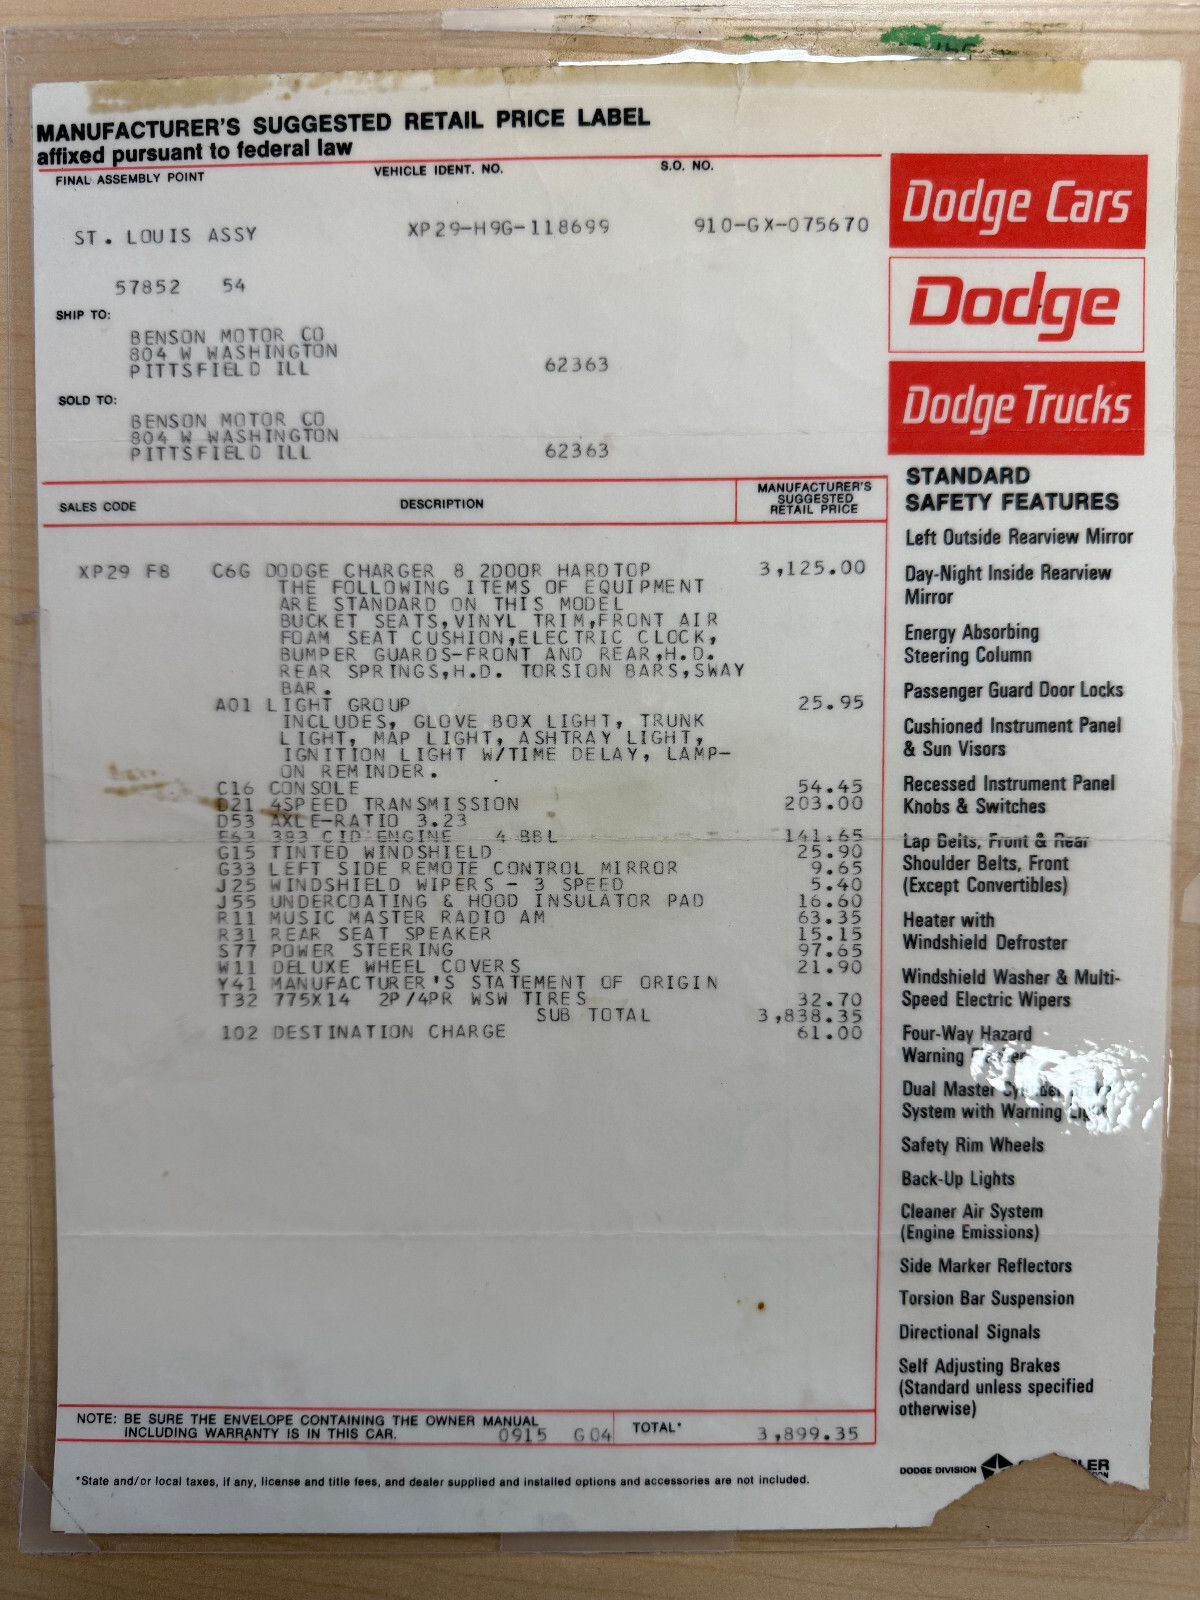 MANUFACTURER'S SUGGESTED RETAIL PRICE LABEL
affixed pursuant to federal law
FINAL ASSEMBLY POINT VEHICLE IDENT. NO. S.O. NO.
ST. LOUIS ASSY XP29-H9G-118699 910-GX-075670
57852 54
SHIP TO:
BENSON MOTOR CO
804 W WASHINGTON
PITTSFIELD ILL 62363
SOLD TO:
BENSON MOTOR CO
804 W WASHINGTON
PITTSFIELD ILL 62363
SALES CODE DESCRIPTION MANUFACTURER'S SUGGESTED RETAIL PRICE
XP29 F8 C6G DODGE CHARGER 8 2DOOR HARDTOP 3,125.00
THE FOLLOWING ITEMS OF EQUIPMENT
ARE STANDARD ON THIS MODEL
BUCKET SEATS,VINYL TRIM,FRONT AIR
FOAM SEAT CUSHION,ELECTRIC CLOCK,
BUMPER GUARDS-FRONT AND REAR,H.D.
REAR SPRINGS,H.D. TORSION BARS,SWAY
BAR.
A01 LIGHT GROUP 25.95
INCLUDES, GLOVE BOX LIGHT, TRUNK
LIGHT, MAP LIGHT, ASHTRAY LIGHT,
IGNITION LIGHT W/TIME DELAY, LAMP-
ON REMINDER.
C16 CONSOLE 54.45
D21 4SPEED TRANSMISSION 203.00
D53 AXLE-RATIO 3.23
E63 383 CID ENGINE 4 BBL 141.65
G15 TINTED WINDSHIELD 25.90
G33 LEFT SIDE REMOTE CONTROL MIRROR 9.65
J25 WINDSHIELD WIPERS - 3 SPEED 5.40
J55 UNDERCOATING & HOOD INSULATOR PAD 16.60
R11 MUSIC MASTER RADIO AM 63.35
R31 REAR SEAT SPEAKER 15.15
S77 POWER STEERING 97.65
W11 DELUXE WHEEL COVERS 21.90
Y41 MANUFACTURER'S STATEMENT OF ORIGIN
T32 775X14 2P/4PR WSW TIRES 32.70
SUB TOTAL 3,838.35
102 DESTINATION CHARGE 61.00
NOTE: BE SURE THE ENVELOPE CONTAINING THE OWNER MANUAL
INCLUDING WARRANTY IS IN THIS CAR. 0915 G04 TOTAL* 3,899.35
*State and/or local taxes, if any, license and title fees, and dealer supplied and installed options and accessories are not included.
Dodge Cars
Dodge
Dodge Trucks
STANDARD
SAFETY FEATURES
Left Outside Rearview Mirror
Day-Night Inside Rearview
Mirror
Energy Absorbing
Steering Column
Passenger Guard Door Locks
Cushioned Instrument Panel
& Sun Visors
Recessed Instrument Panel
Knobs & Switches
Lap Belts, Front & Rear
Shoulder Belts, Front
(Except Convertibles)
Heater with
Windshield Defroster
Windshield Washer & Multi-
Speed Electric Wipers
Four-Way Hazard
Warning
Dual Master Cylinder Brake
System with Warning Light
Safety Rim Wheels
Back-Up Lights
Cleaner Air System
(Engine Emissions)
Side Marker Reflectors
Torsion Bar Suspension
Directional Signals
Self Adjusting Brakes
(Standard unless specified
otherwise)
DODGE DIVISION